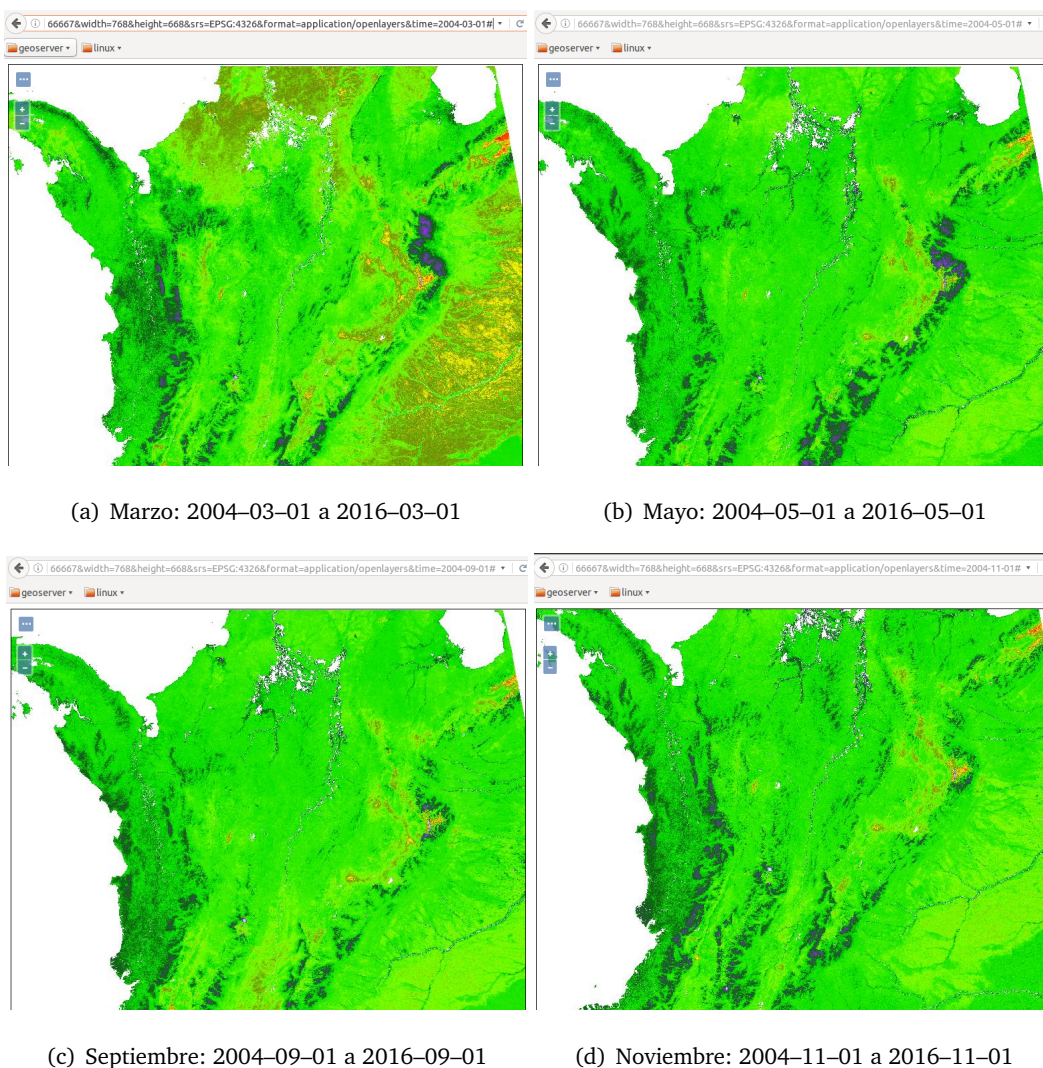 66667&width=768&height=668&srs=EPSG:4326&format=application/openlayers&time=2004-03-01#
66667&width=768&height=668&srs=EPSG:4326&format=application/openlayers&time=2004-05-01#
geoserver linux
geoserver linux
(a) Marzo: 2004–03–01 a 2016–03–01
(b) Mayo: 2004–05–01 a 2016–05–01
66667&width=768&height=668&srs=EPSG:4326&format=application/openlayers&time=2004-09-01#
66667&width=768&height=668&srs=EPSG:4326&format=application/openlayers&time=2004-11-01#
geoserver linux
geoserver linux
(c) Septiembre: 2004–09–01 a 2016–09–01
(d) Noviembre: 2004–11–01 a 2016–11–01